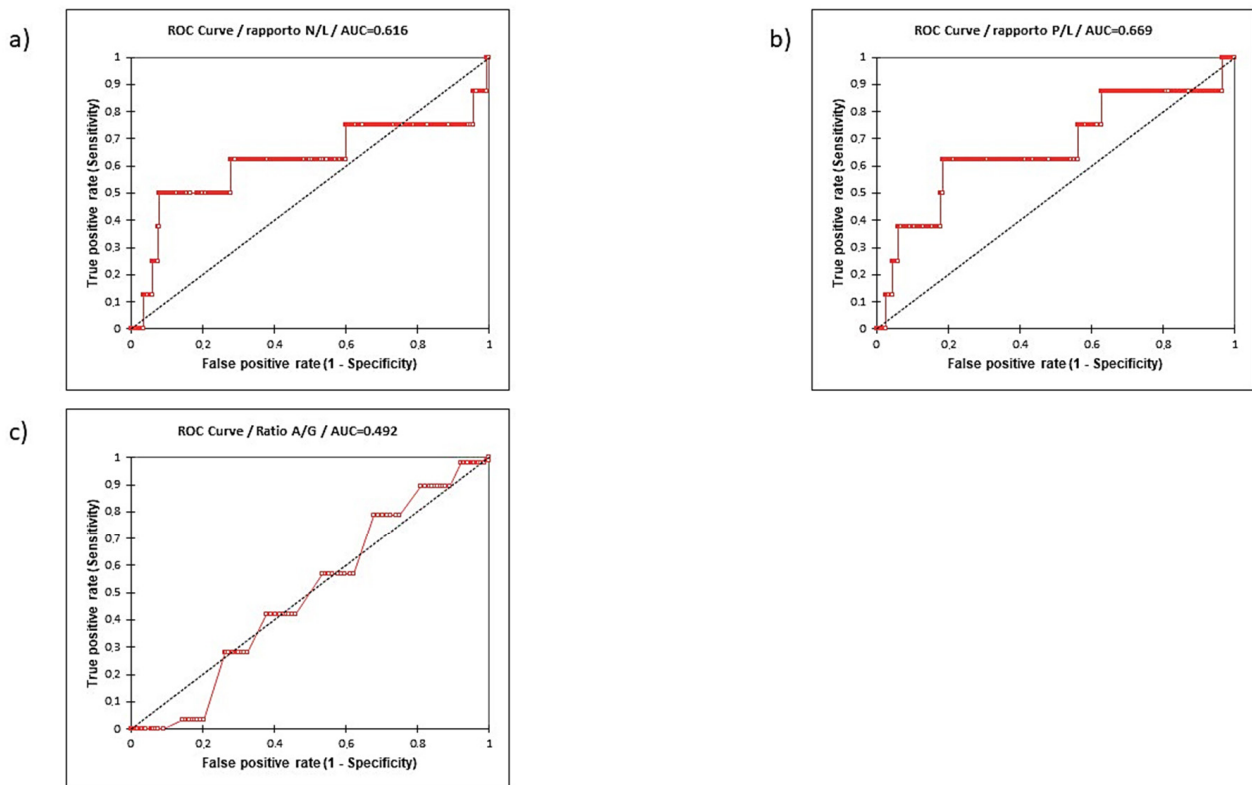 a)
ROC Curve / rapporto N/L / AUC=0.616
True positive rate (Sensitivity)
1
0,9
0,8
0,7
0,6
0,5
0,4
0,3
0,2
0,1
0
0 0,2 0,4 0,6 0,8 1
False positive rate (1 - Specificity)
b)
ROC Curve / rapporto P/L / AUC=0.669
True positive rate (Sensitivity)
1
0,9
0,8
0,7
0,6
0,5
0,4
0,3
0,2
0,1
0
0 0,2 0,4 0,6 0,8 1
False positive rate (1 - Specificity)
c)
ROC Curve / Ratio A/G / AUC=0.492
True positive rate (Sensitivity)
1
0,9
0,8
0,7
0,6
0,5
0,4
0,3
0,2
0,1
0
0 0,2 0,4 0,6 0,8 1
False positive rate (1 - Specificity)